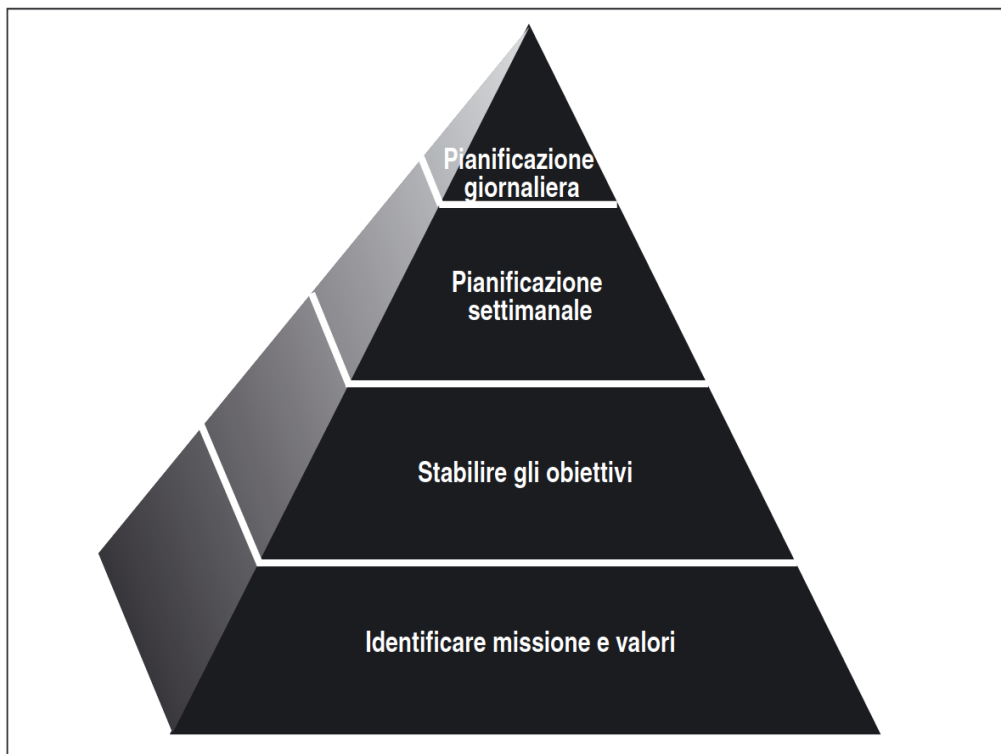 Pianificazione
giornaliera
Pianificazione
settimanale
Stabilire gli obiettivi
Identificare missione e valori